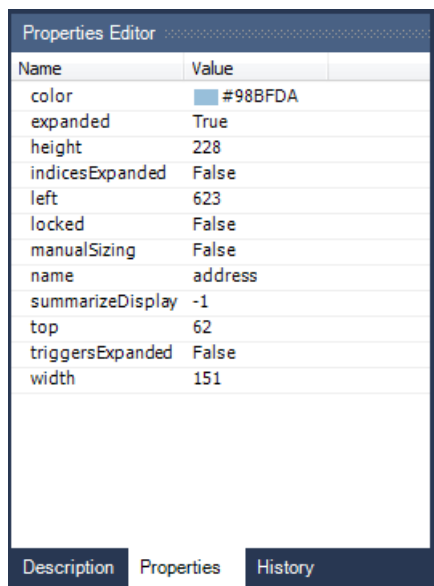 Properties Editor
Name Value
color #98BFDA
expanded True
height 228
indicesExpanded False
left 623
locked False
manualSizing False
name address
summarizeDisplay -1
top 62
triggersExpanded False
width 151
Description Properties History